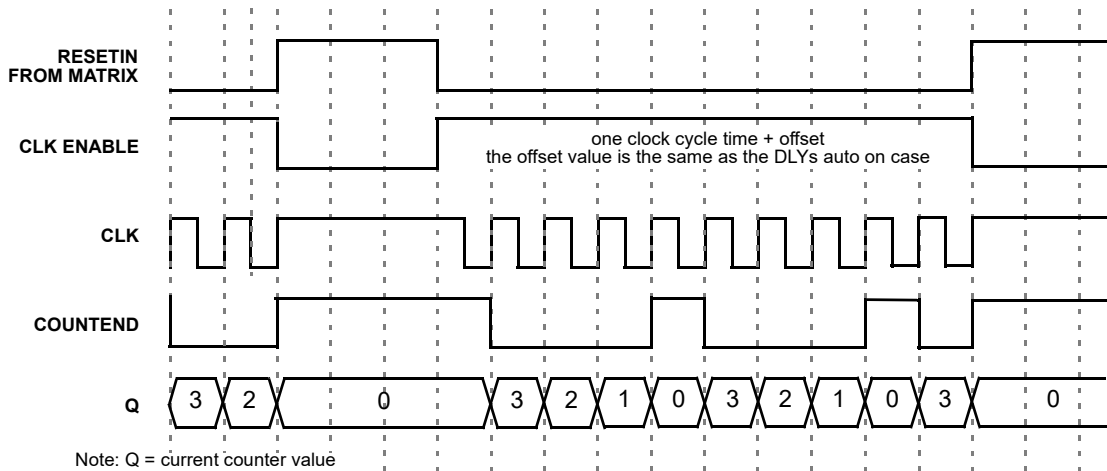 RESETIN
FROM MATRIX
CLK ENABLE
one clock cycle time + offset
the offset value is the same as the DLYs auto on case
CLK
COUNTEND
Q
3 2 0 3 2 1 0 3 2 1 0 3 0
Note: Q = current counter value